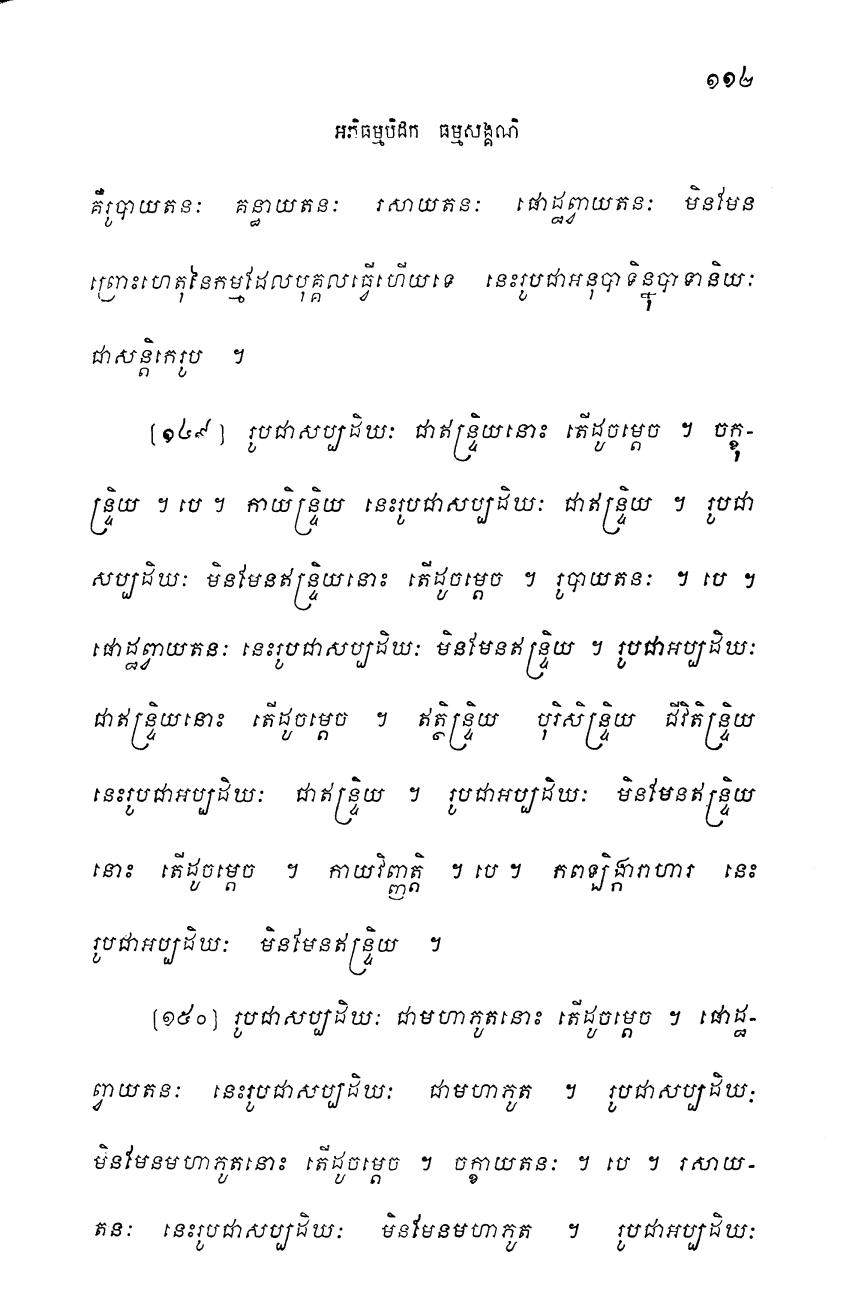 ១១៤
អភិធម្មបិដក ធម្មសង្គណិ
គឺរូបាយតនៈ គន្ធាយតនៈ រសាយតនៈ ផោដ្ឋព្វាយតនៈ មិនមែន
ព្រោះហេតុនៃកម្មដែលបុគ្គលធ្វើហើយទេ នេះរូបជាអនុបាទិន្នុបាទានិយៈ
ជាសន្តិកេរូប ។
[១៤៩] រូបជាសប្បដិឃៈ ជាឥន្ទ្រិយនោះ តើដូចម្តេច ។ ចក្ខុ-
ន្ទ្រិយ ។ បេ ។ កាយិន្ទ្រិយ នេះរូបជាសប្បដិឃៈ ជាឥន្ទ្រិយ ។ រូបជា
សប្បដិឃៈ មិនមែនឥន្ទ្រិយនោះ តើដូចម្តេច ។ រូបាយតនៈ ។ បេ ។
ផោដ្ឋព្វាយតនៈ នេះរូបជាសប្បដិឃៈ មិនមែនឥន្ទ្រិយ ។ រូបជាអប្បដិឃៈ
ជាឥន្ទ្រិយនោះ តើដូចម្តេច ។ ឥត្ថិន្ទ្រិយ បុរិសិន្ទ្រិយ ជីវិតិន្ទ្រិយ
នេះរូបជាអប្បដិឃៈ ជាឥន្ទ្រិយ ។ រូបជាអប្បដិឃៈ មិនមែនឥន្ទ្រិយ
នោះ តើដូចម្តេច ។ កាយវិញ្ញត្តិ ។ បេ ។ កពឡិង្ការាហារ នេះ
រូបជាអប្បដិឃៈ មិនមែនឥន្ទ្រិយ ។
[១៥០] រូបជាសប្បដិឃៈ ជាមហាភូតនោះ តើដូចម្តេច ។ ផោដ្ឋ-
ព្វាយតនៈ នេះរូបជាសប្បដិឃៈ ជាមហាភូត ។ រូបជាសប្បដិឃៈ
មិនមែនមហាភូតនោះ តើដូចម្តេច ។ ចក្ខាយតនៈ ។ បេ ។ រសាយ-
តនៈ នេះរូបជាសប្បដិឃៈ មិនមែនមហាភូត ។ រូបជាអប្បដិឃៈ